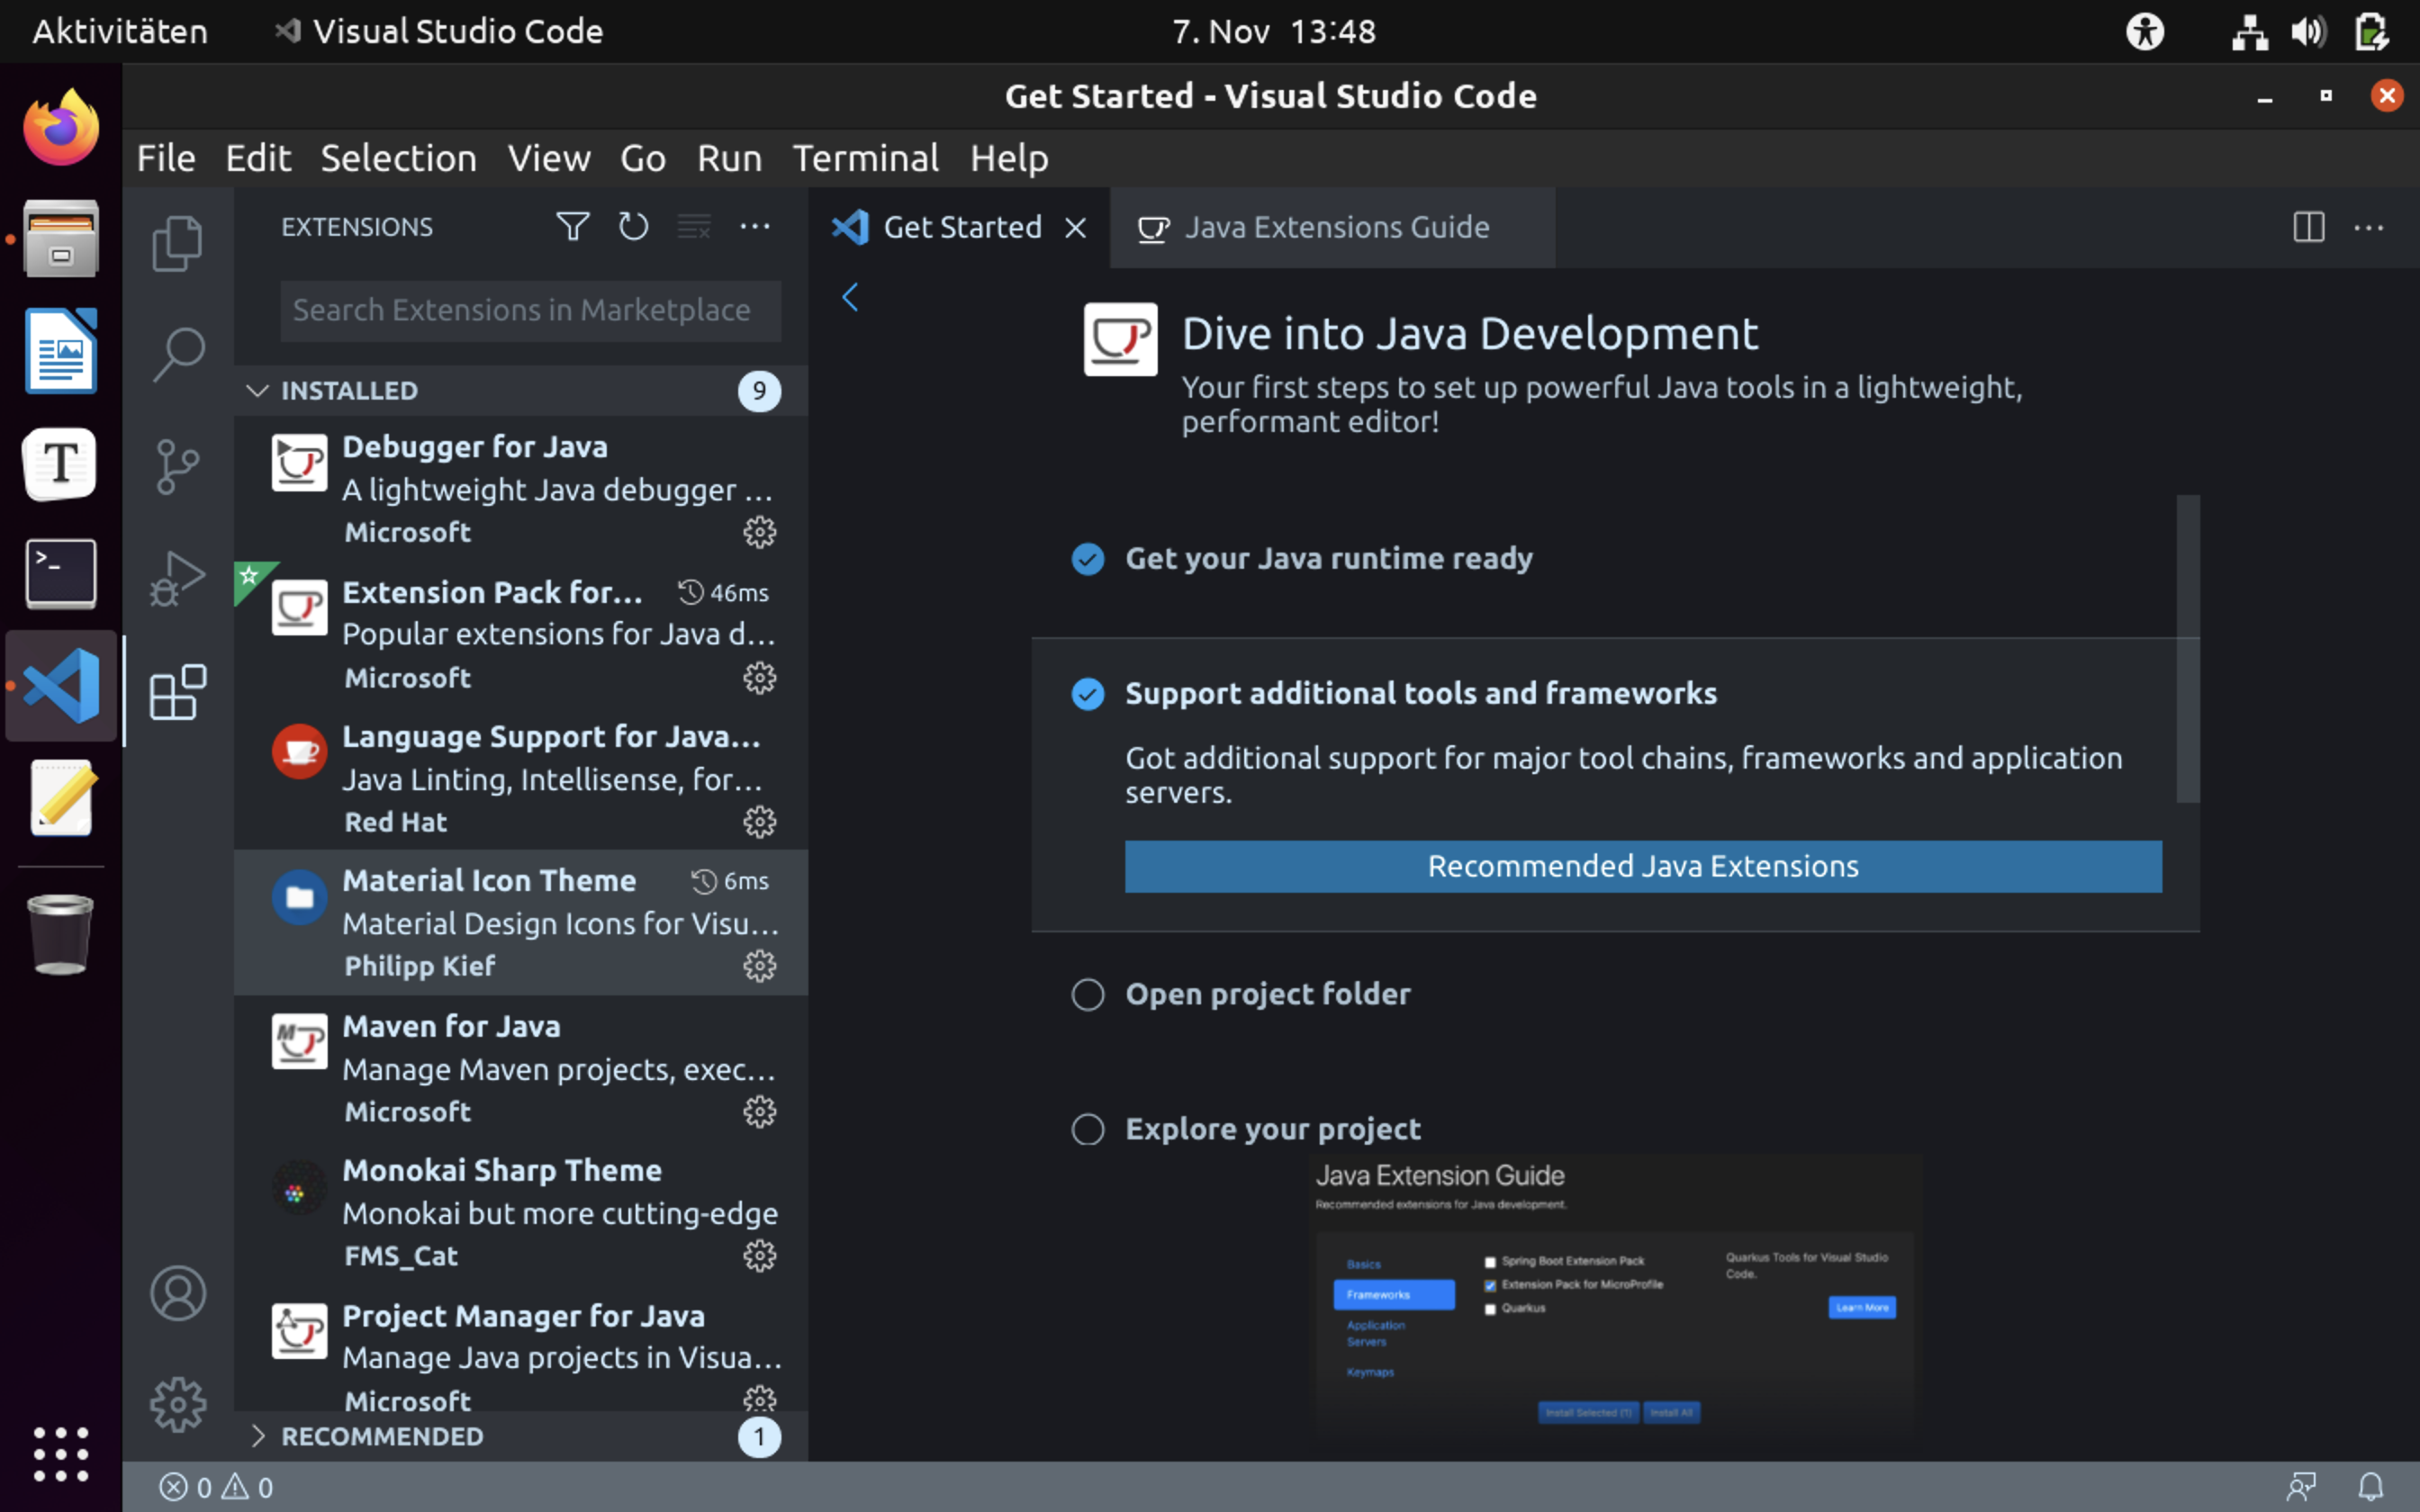 Aktivitäten
Visual Studio Code
7. Nov 13:48
Get Started - Visual Studio Code
File Edit Selection View Go Run Terminal Help
EXTENSIONS
Search Extensions in Marketplace
INSTALLED
9
Debugger for Java
A lightweight Java debugger ...
Microsoft
Extension Pack for... 46ms
Popular extensions for Java d...
Microsoft
Language Support for Java...
Java Linting, Intellisense, for...
Red Hat
Material Icon Theme 6ms
Material Design Icons for Visu...
Philipp Kief
Maven for Java
Manage Maven projects, exec...
Microsoft
Monokai Sharp Theme
Monokai but more cutting-edge
FMS_Cat
Project Manager for Java
Manage Java projects in Visua...
Microsoft
RECOMMENDED
1
Get Started
Java Extensions Guide
Dive into Java Development
Your first steps to set up powerful Java tools in a lightweight,
performant editor!
Get your Java runtime ready
Support additional tools and frameworks
Got additional support for major tool chains, frameworks and application
servers.
Recommended Java Extensions
Open project folder
Explore your project
Java Extension Guide
Recommended extensions for Java development.
Basics
Frameworks
Application
Servers
Keymaps
Spring Boot Extension Pack
Extension Pack for MicroProfile
Quarkus
Quarkus Tools for Visual Studio
Code.
Learn More
Install Selected (1)
Install All
0 0